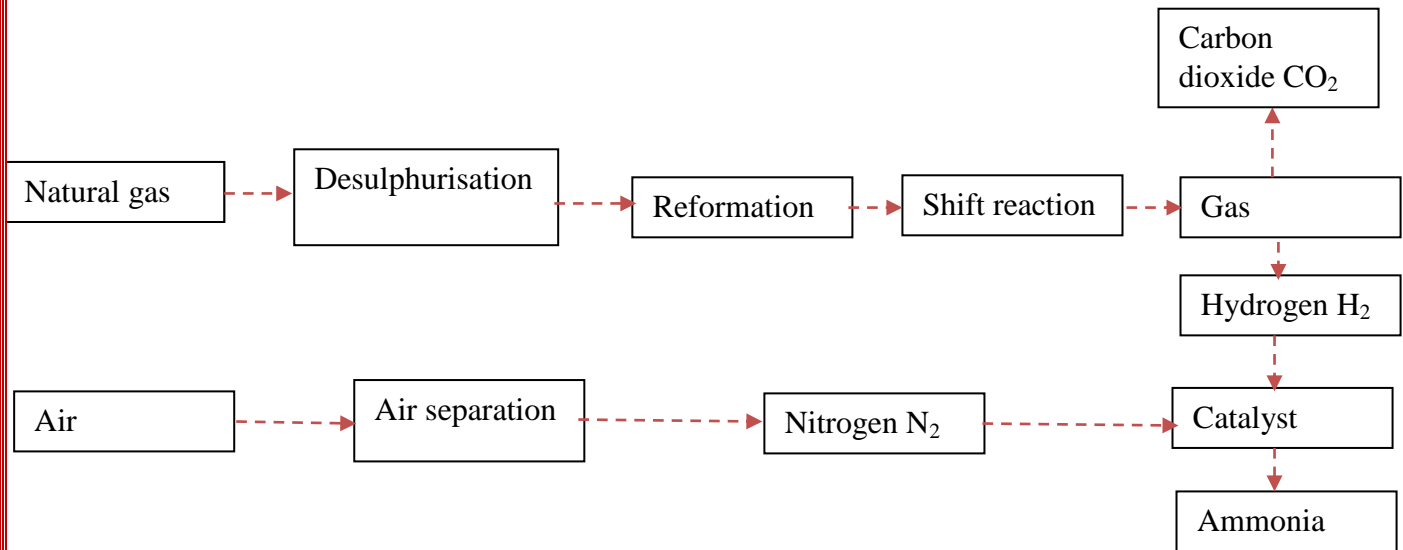 Carbon
dioxide CO₂
Natural gas
Desulphurisation
Reformation
Shift reaction
Gas
Hydrogen H₂
Air
Air separation
Nitrogen N₂
Catalyst
Ammonia